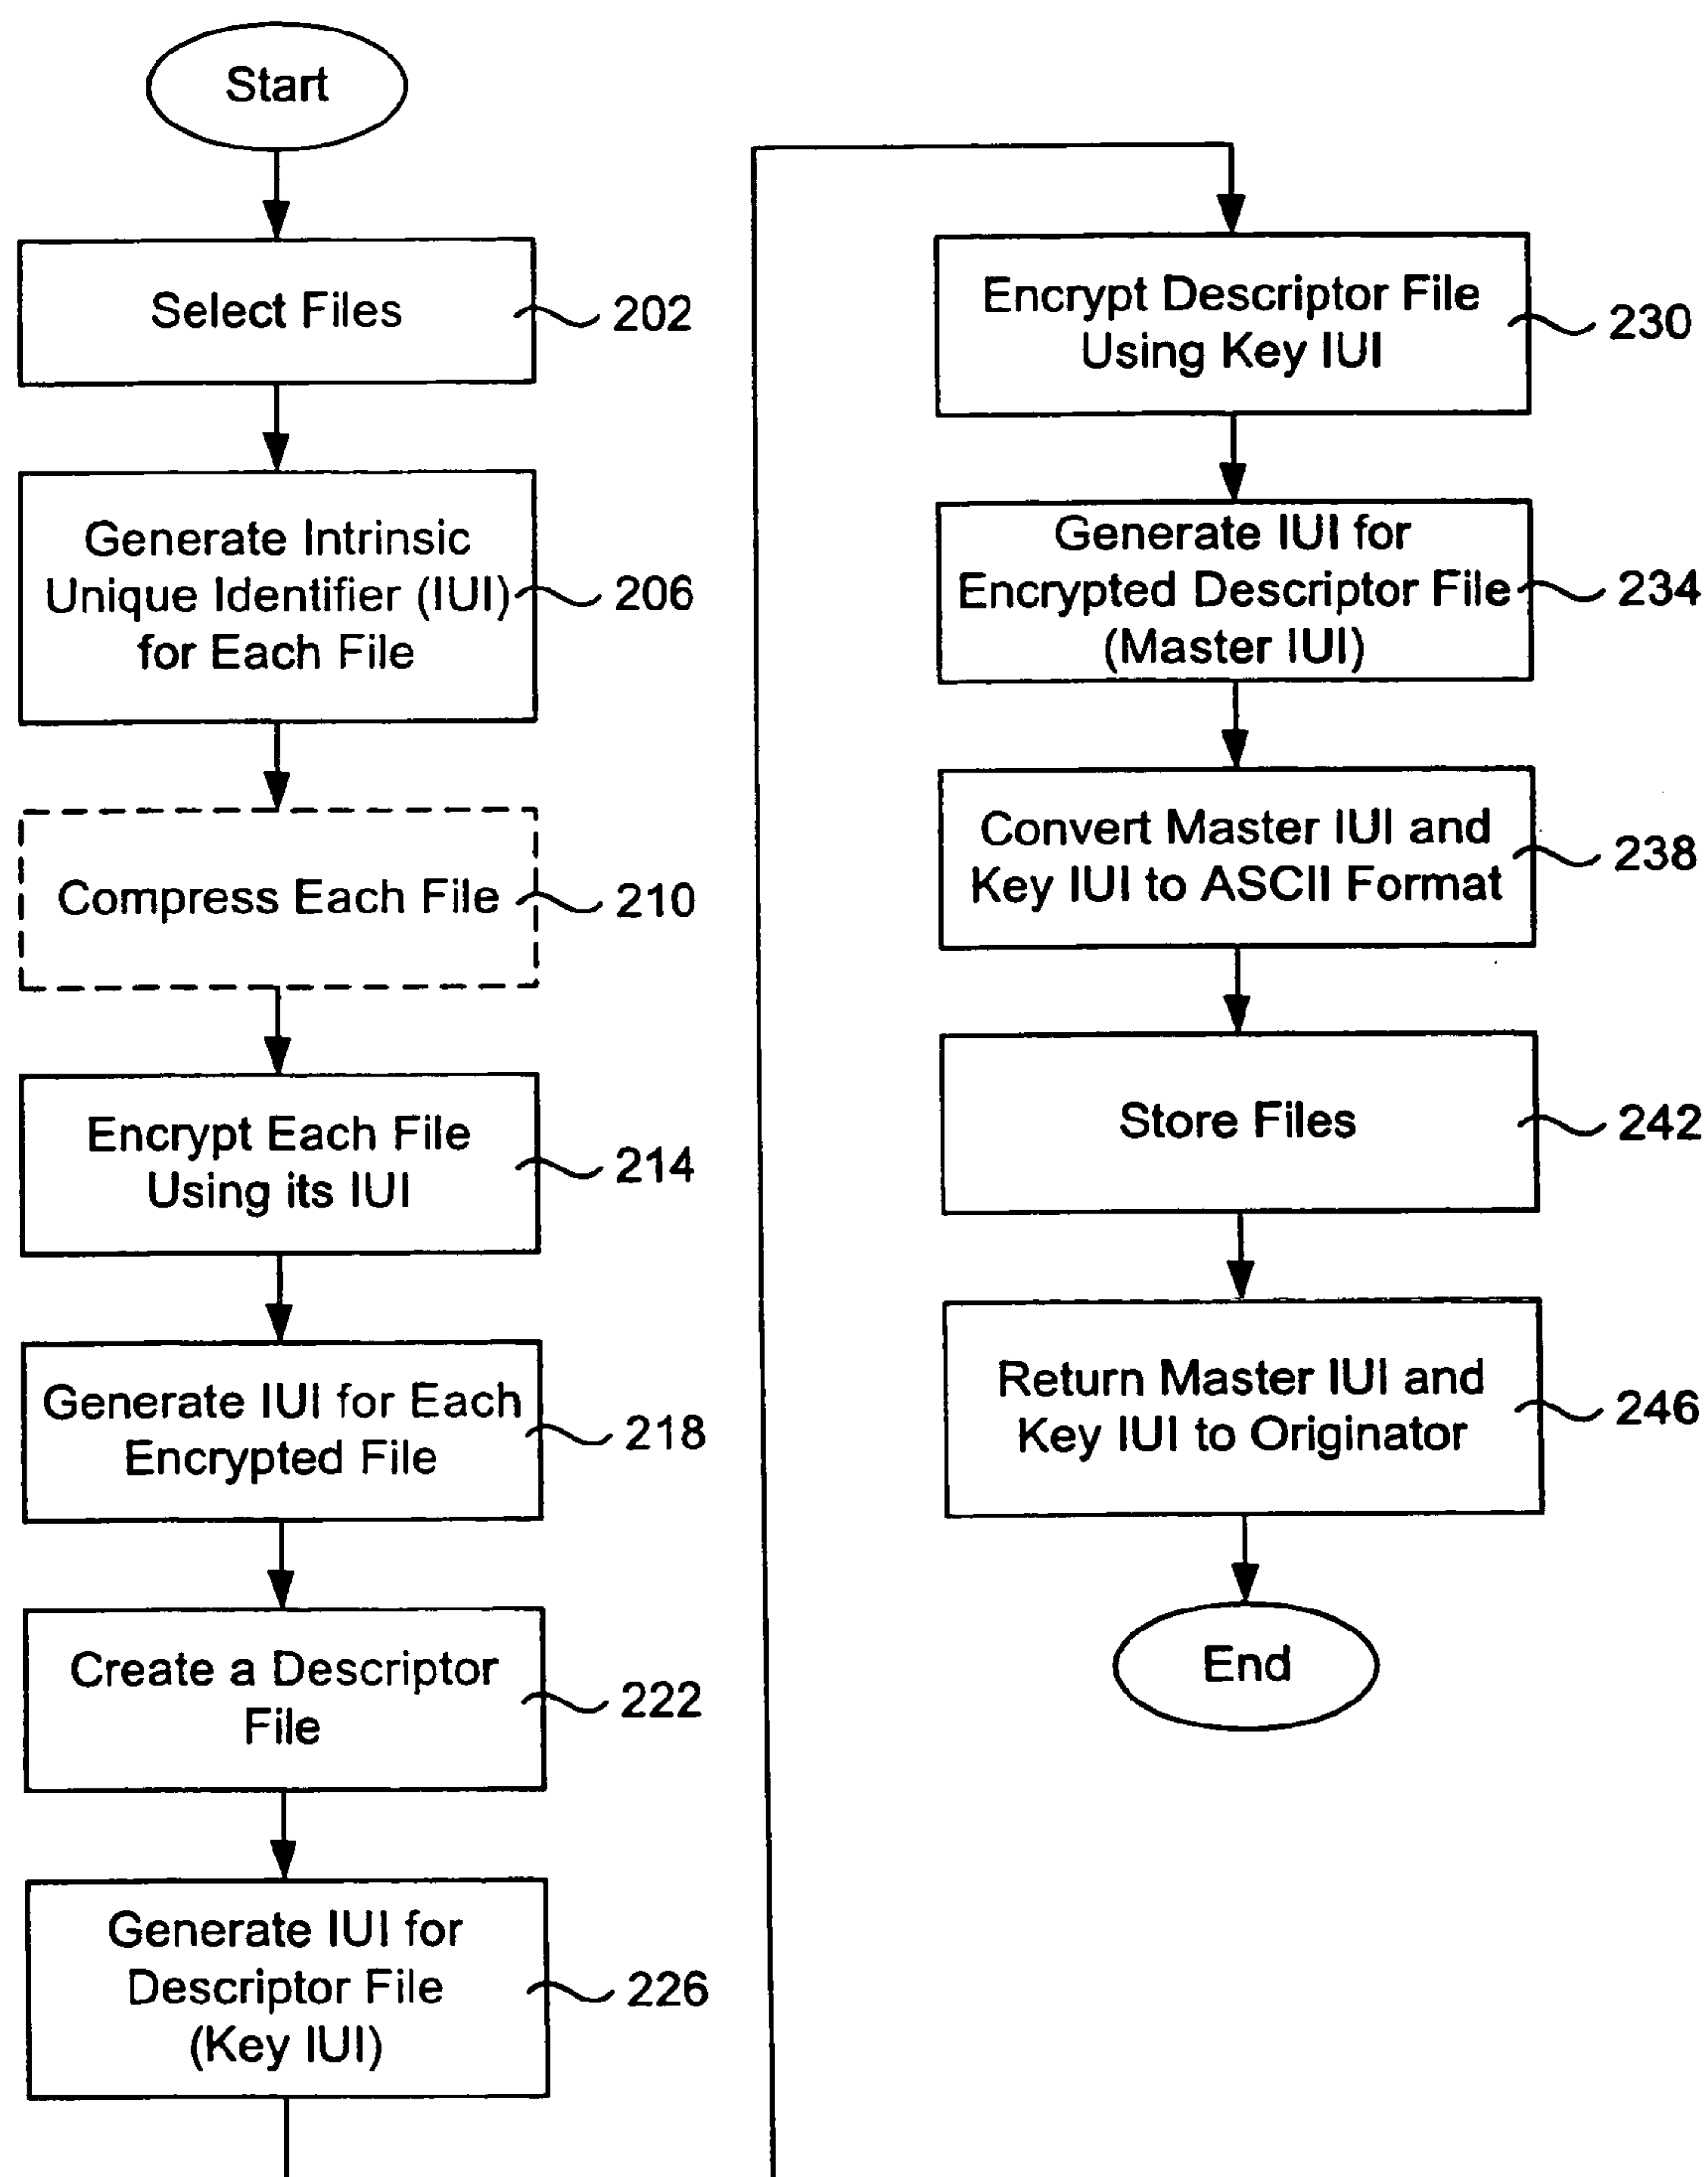 Start
Select Files
202
Generate Intrinsic
Unique Identifier (IUI)
for Each File
206
Compress Each File
210
Encrypt Each File
Using its IUI
214
Generate IUI for Each
Encrypted File
218
Create a Descriptor
File
222
Generate IUI for
Descriptor File
(Key IUI)
226
Encrypt Descriptor File
Using Key IUI
230
Generate IUI for
Encrypted Descriptor File
(Master IUI)
234
Convert Master IUI and
Key IUI to ASCII Format
238
Store Files
242
Return Master IUI and
Key IUI to Originator
246
End